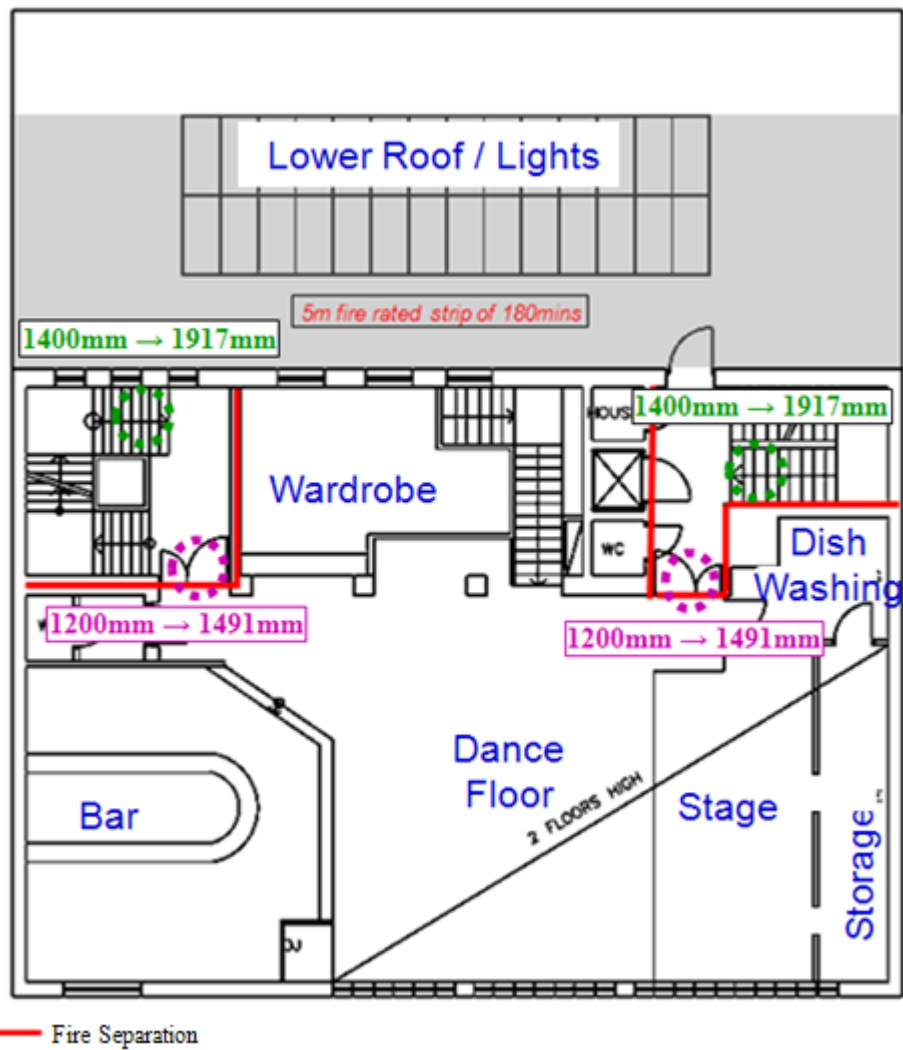 Lower Roof / Lights
5m fire rated strip of 180mins
1400mm → 1917mm
1400mm → 1917mm
HOUS
Wardrobe
WC
Dish
Washing
1200mm → 1491mm
1200mm → 1491mm
Dance
Floor
2 FLOORS HIGH
Bar
Stage
Storage
DJ
Fire Separation